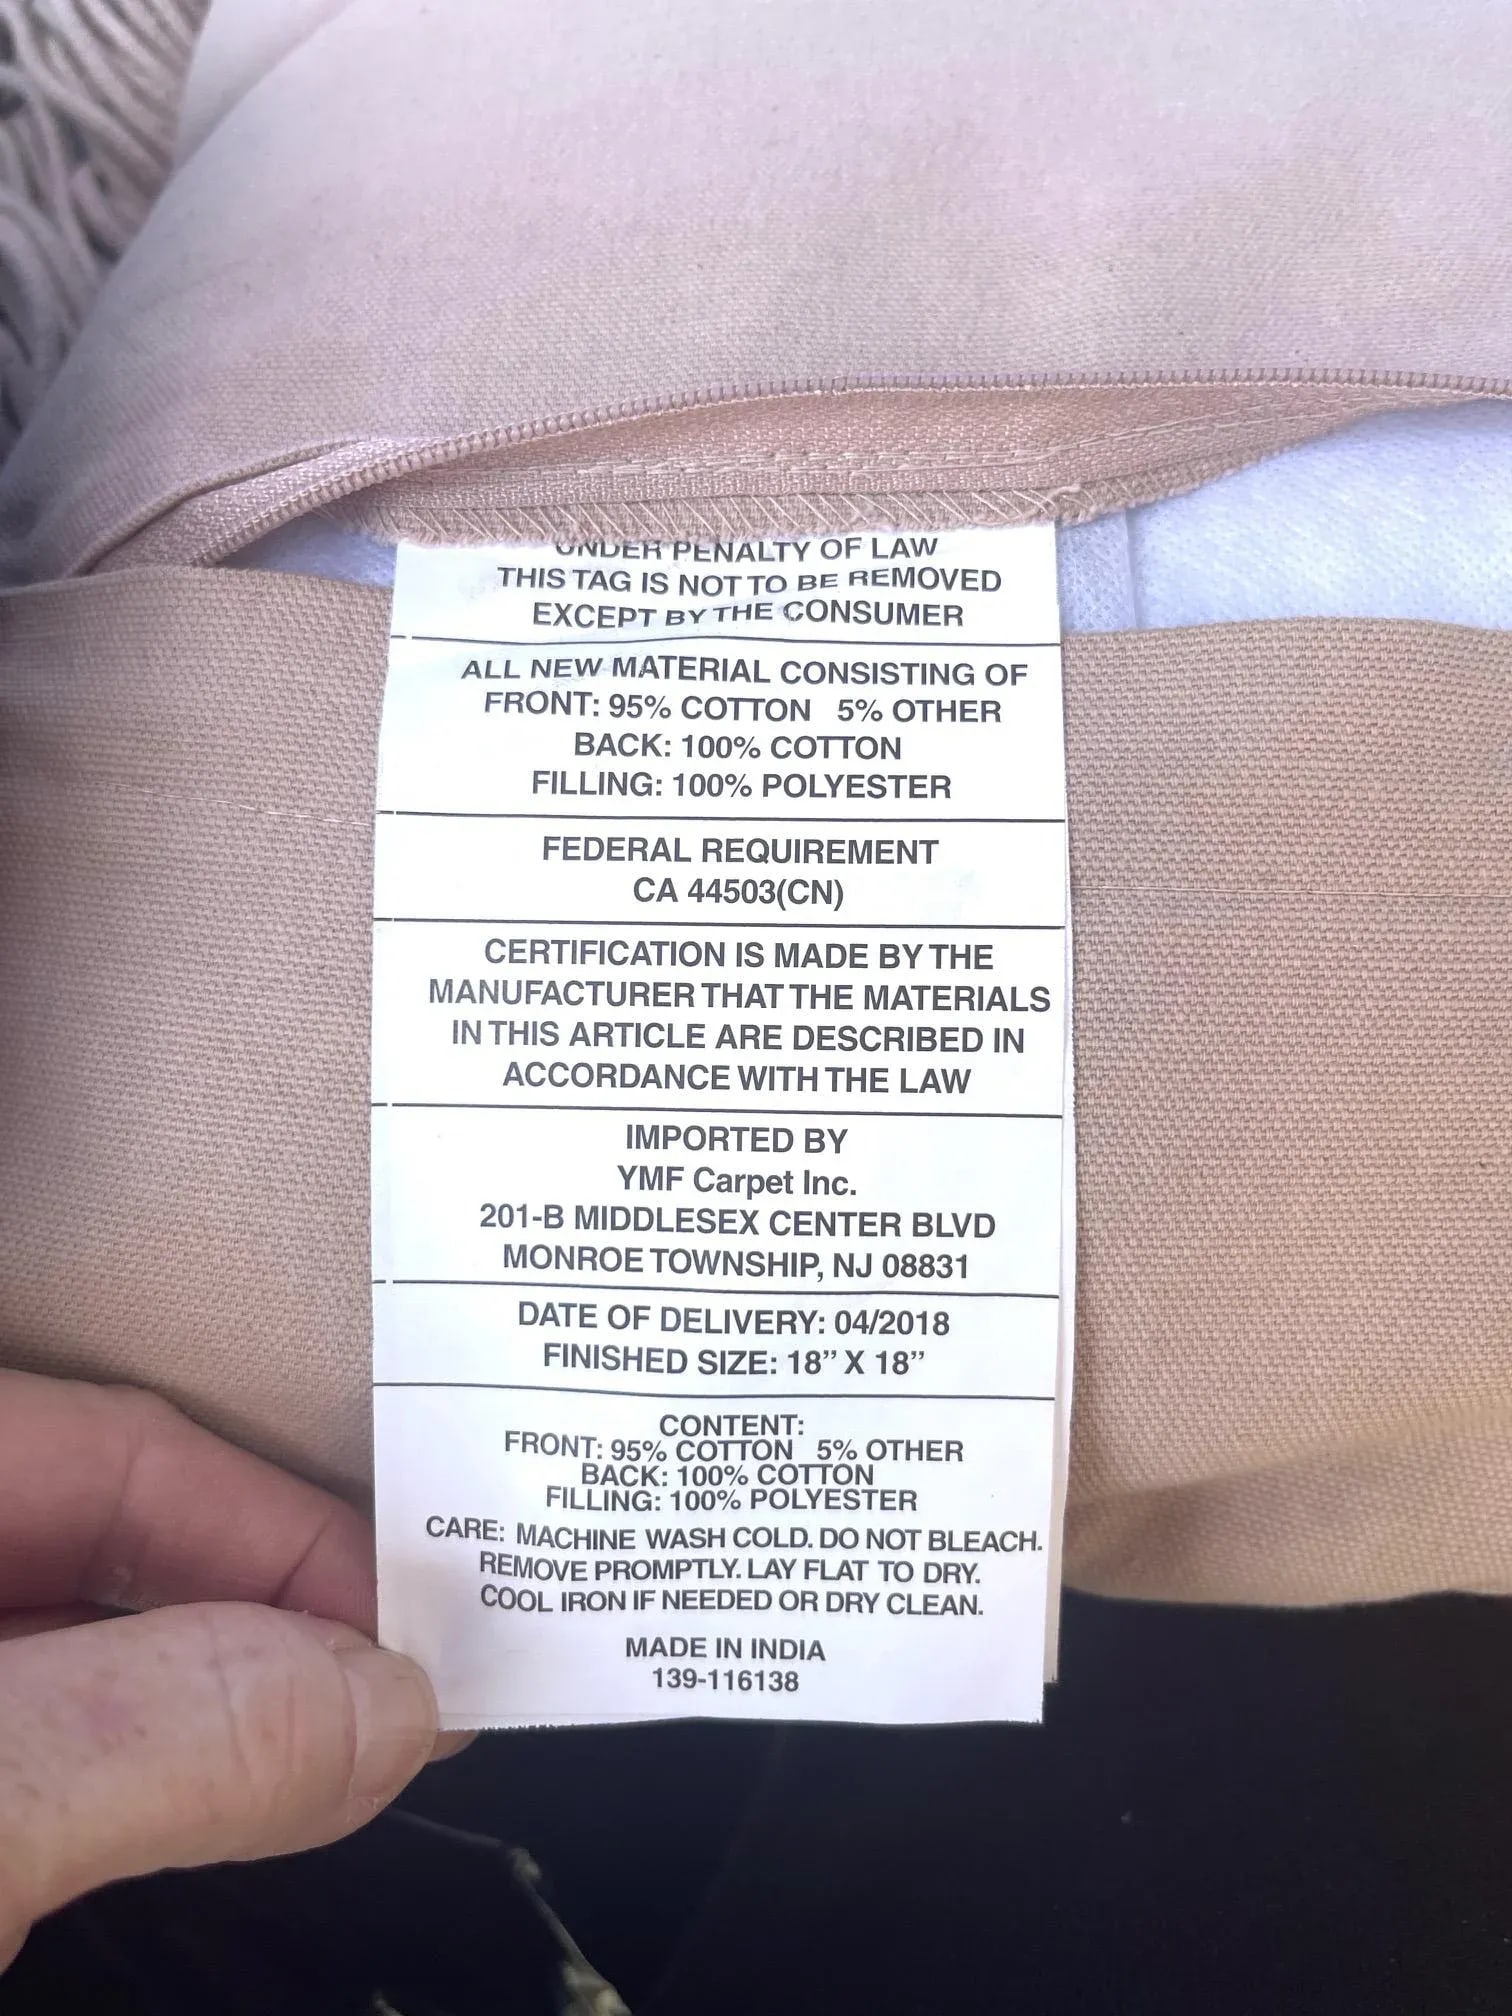 UNDER PENALTY OF LAW
THIS TAG IS NOT TO BE REMOVED
EXCEPT BY THE CONSUMER
ALL NEW MATERIAL CONSISTING OF
FRONT: 95% COTTON 5% OTHER
BACK: 100% COTTON
FILLING: 100% POLYESTER
FEDERAL REQUIREMENT
CA 44503(CN)
CERTIFICATION IS MADE BY THE
MANUFACTURER THAT THE MATERIALS
IN THIS ARTICLE ARE DESCRIBED IN
ACCORDANCE WITH THE LAW
IMPORTED BY
YMF Carpet Inc.
201-B MIDDLESEX CENTER BLVD
MONROE TOWNSHIP, NJ 08831
DATE OF DELIVERY: 04/2018
FINISHED SIZE: 18” X 18”
CONTENT:
FRONT: 95% COTTON 5% OTHER
BACK: 100% COTTON
FILLING: 100% POLYESTER
CARE: MACHINE WASH COLD. DO NOT BLEACH.
REMOVE PROMPTLY. LAY FLAT TO DRY.
COOL IRON IF NEEDED OR DRY CLEAN.
MADE IN INDIA
139-116138